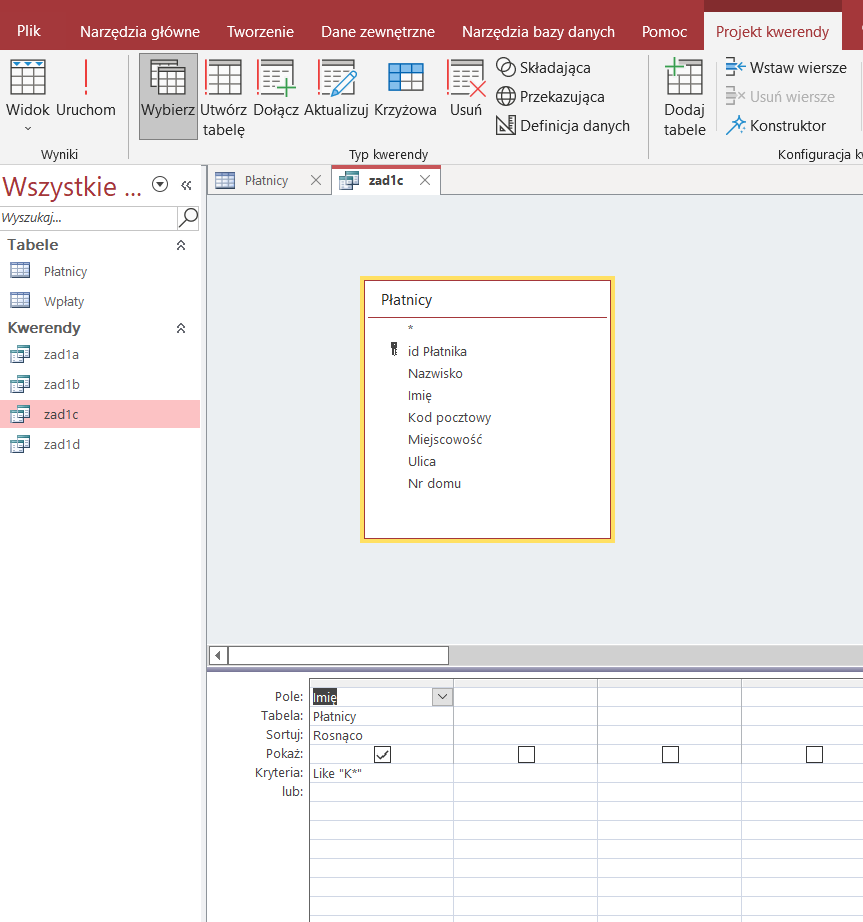 Plik Narzędzia główne Tworzenie Dane zewnętrzne Narzędzia bazy danych Pomoc Projekt kwerendy
Widok Uruchom Wybierz Utwórz tabelę Dołącz Aktualizuj Krzyżowa Usuń
Składająca
Przekazująca
Definicja danych
Dodaj tabele
Wstaw wiersze
Usuń wiersze
Konstruktor
Wyniki Typ kwerendy Konfiguracja kw
Wszystkie ...
Wyszukaj...
Tabele
Płatnicy
Wpłaty
Kwerendy
zad1a
zad1b
zad1c
zad1d
Płatnicy zad1c
Płatnicy
*
id Płatnika
Nazwisko
Imię
Kod pocztowy
Miejscowość
Ulica
Nr domu
Pole: Imię
Tabela: Płatnicy
Sortuj: Rosnąco
Pokaż:
Kryteria: Like "K*"
lub: